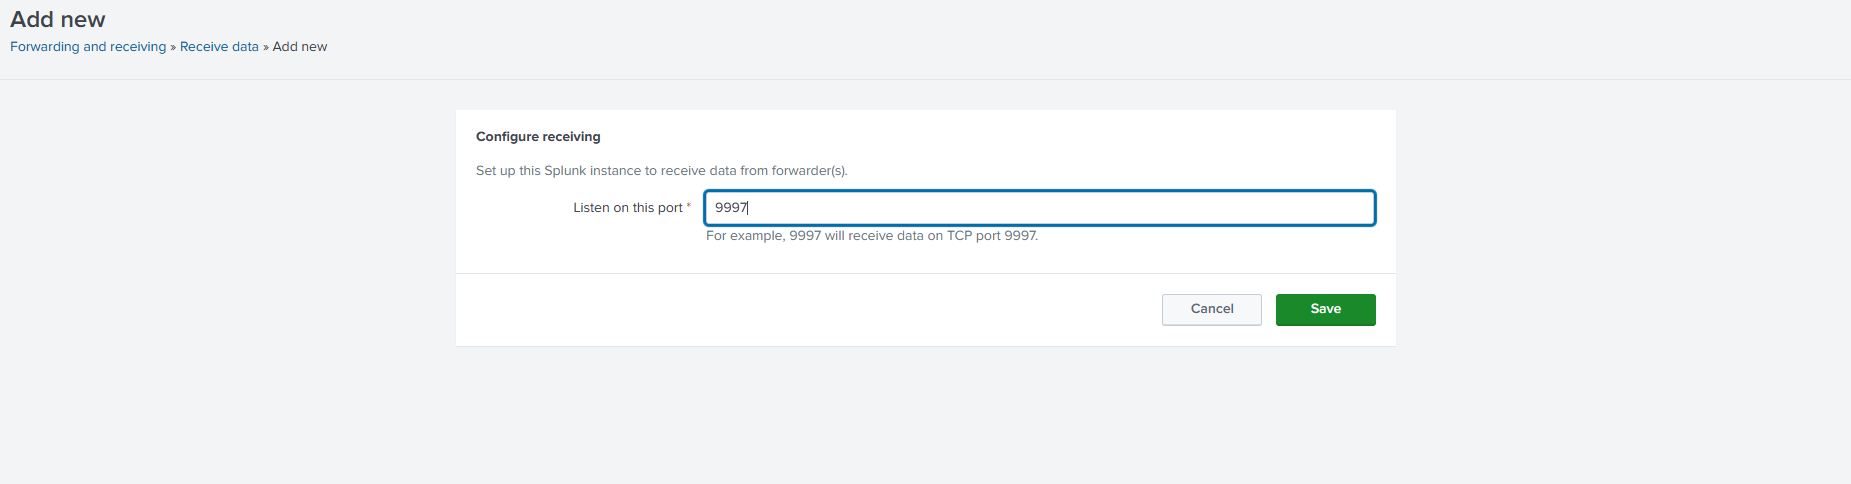 Add new
Forwarding and receiving » Receive data » Add new
Configure receiving
Set up this Splunk instance to receive data from forwarder(s).
Listen on this port * 9997
For example, 9997 will receive data on TCP port 9997.
Cancel Save